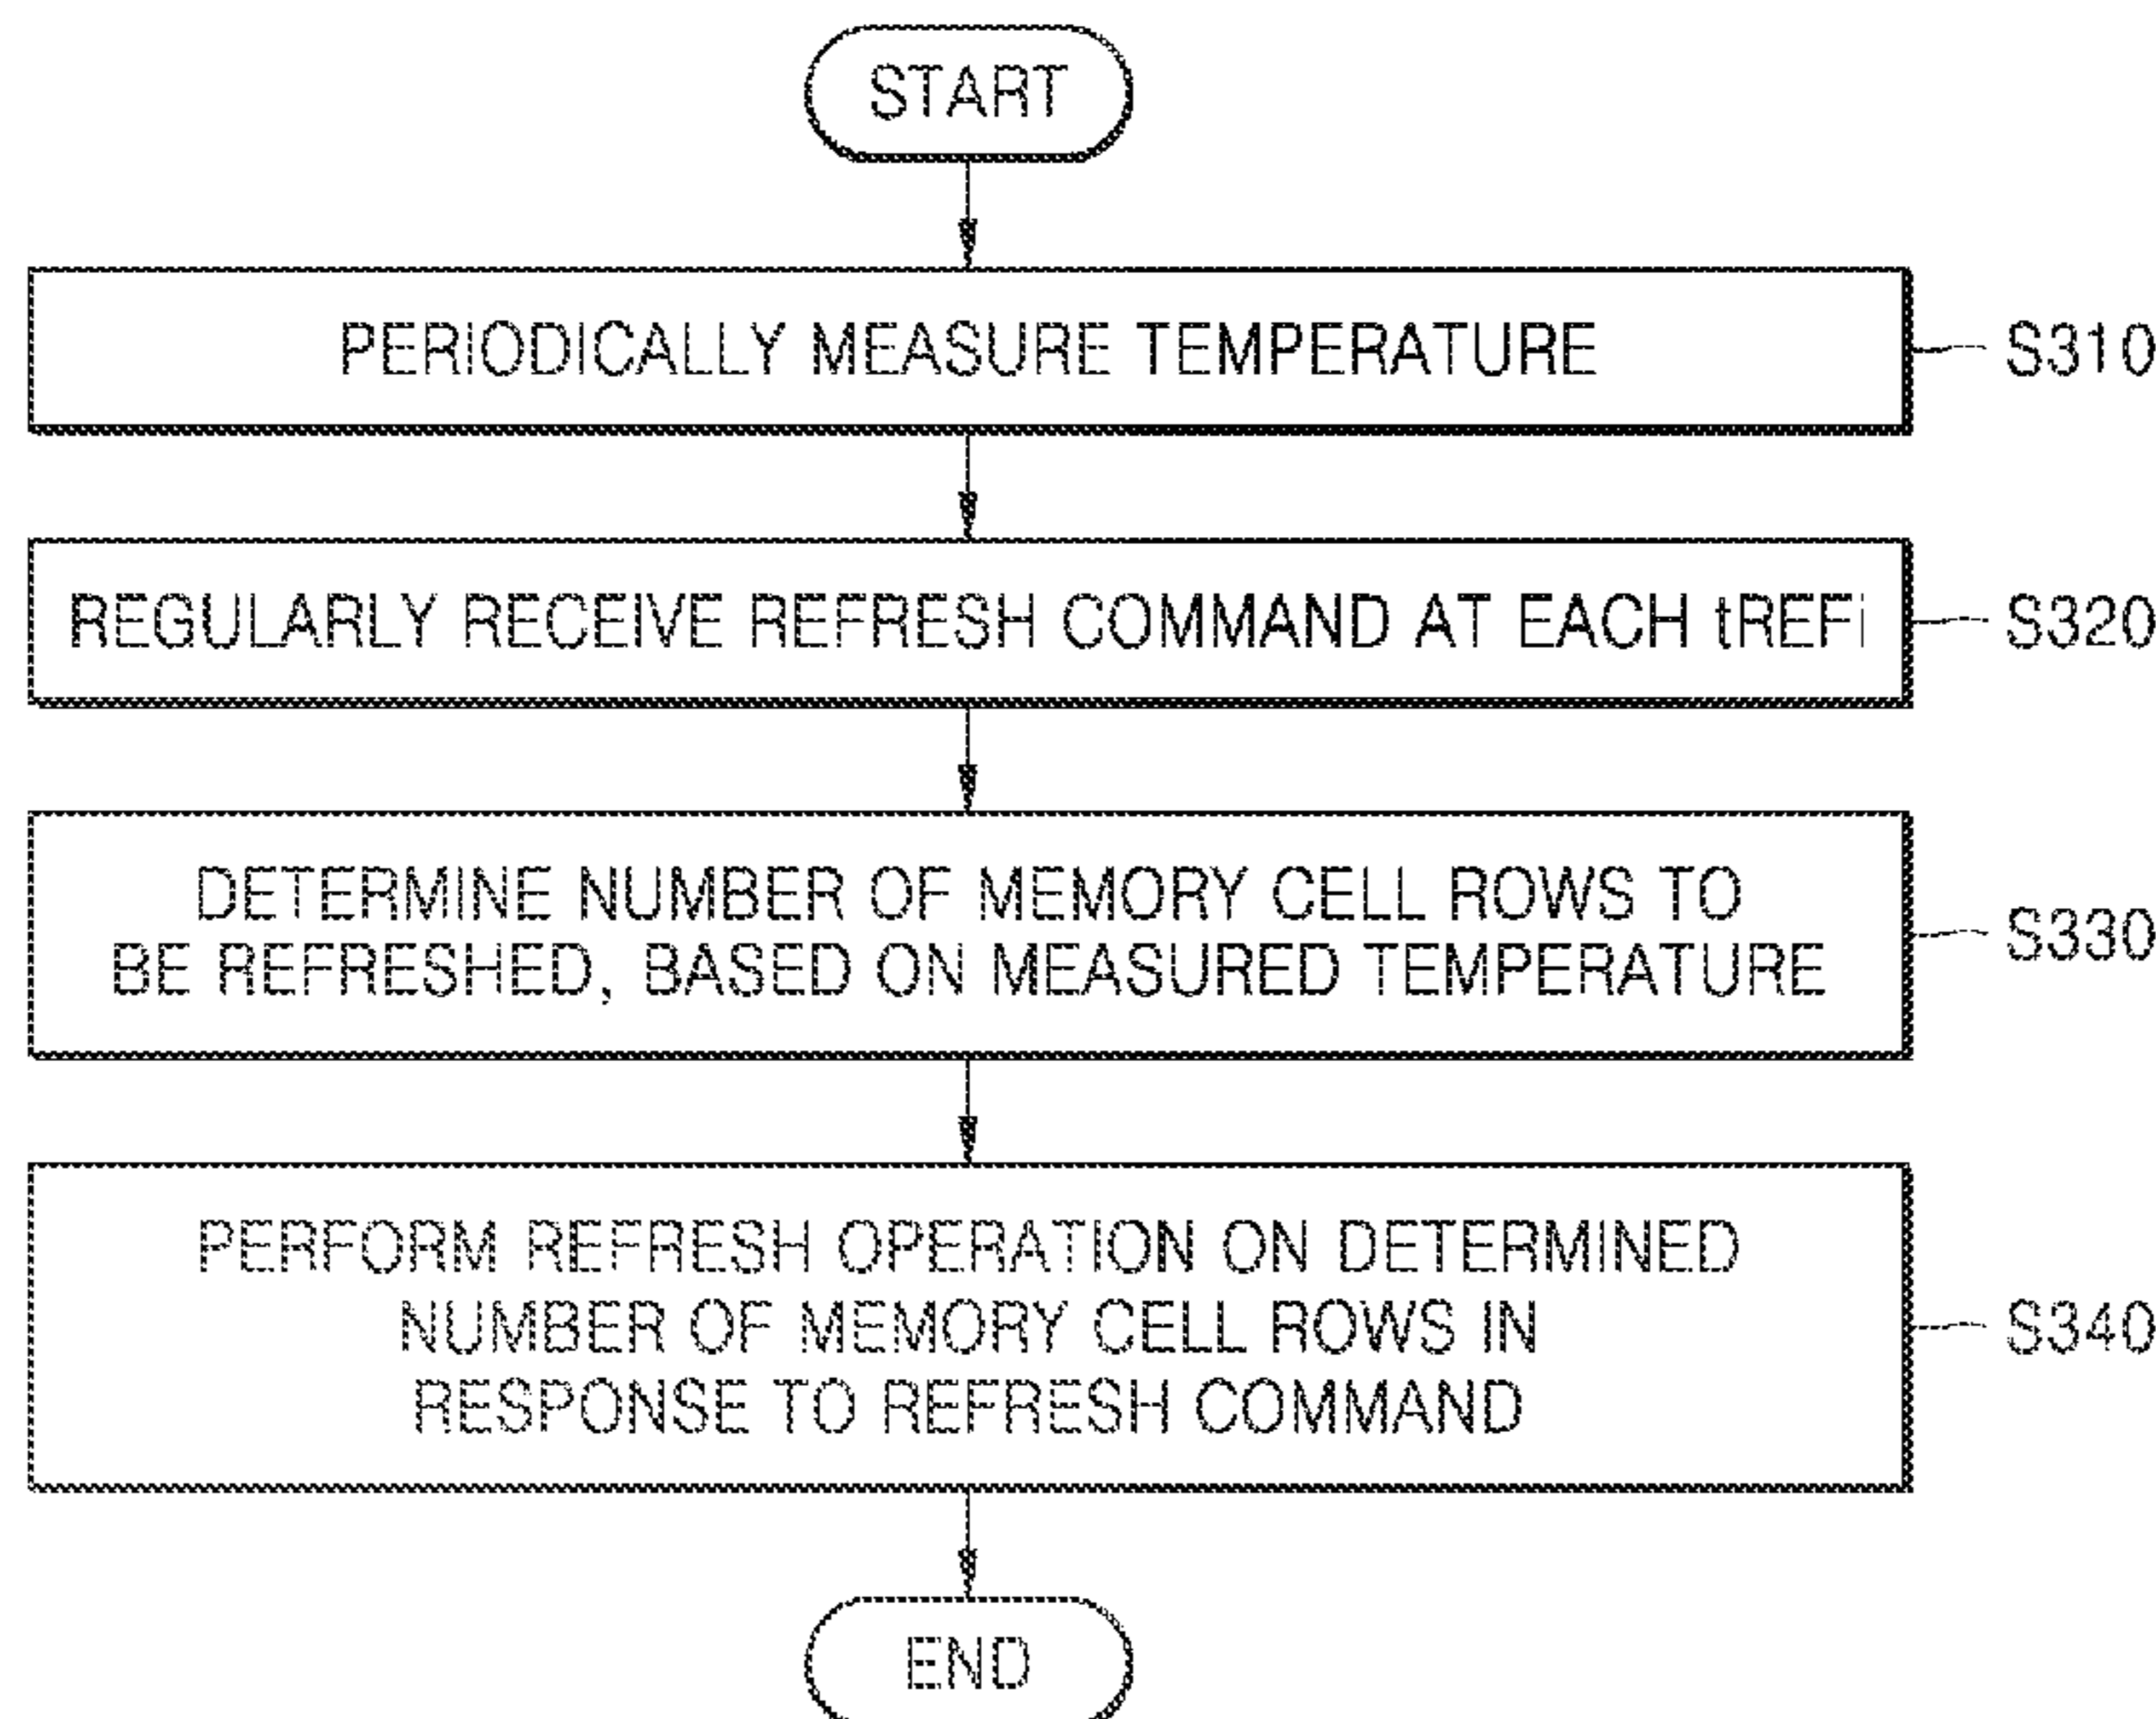 START
PERIODICALLY MEASURE TEMPERATURE
S310
REGULARLY RECEIVE REFRESH COMMAND AT EACH tREFi
S320
DETERMINE NUMBER OF MEMORY CELL ROWS TO
BE REFRESHED, BASED ON MEASURED TEMPERATURE
S330
PERFORM REFRESH OPERATION ON DETERMINED
NUMBER OF MEMORY CELL ROWS IN
RESPONSE TO REFRESH COMMAND
S340
END